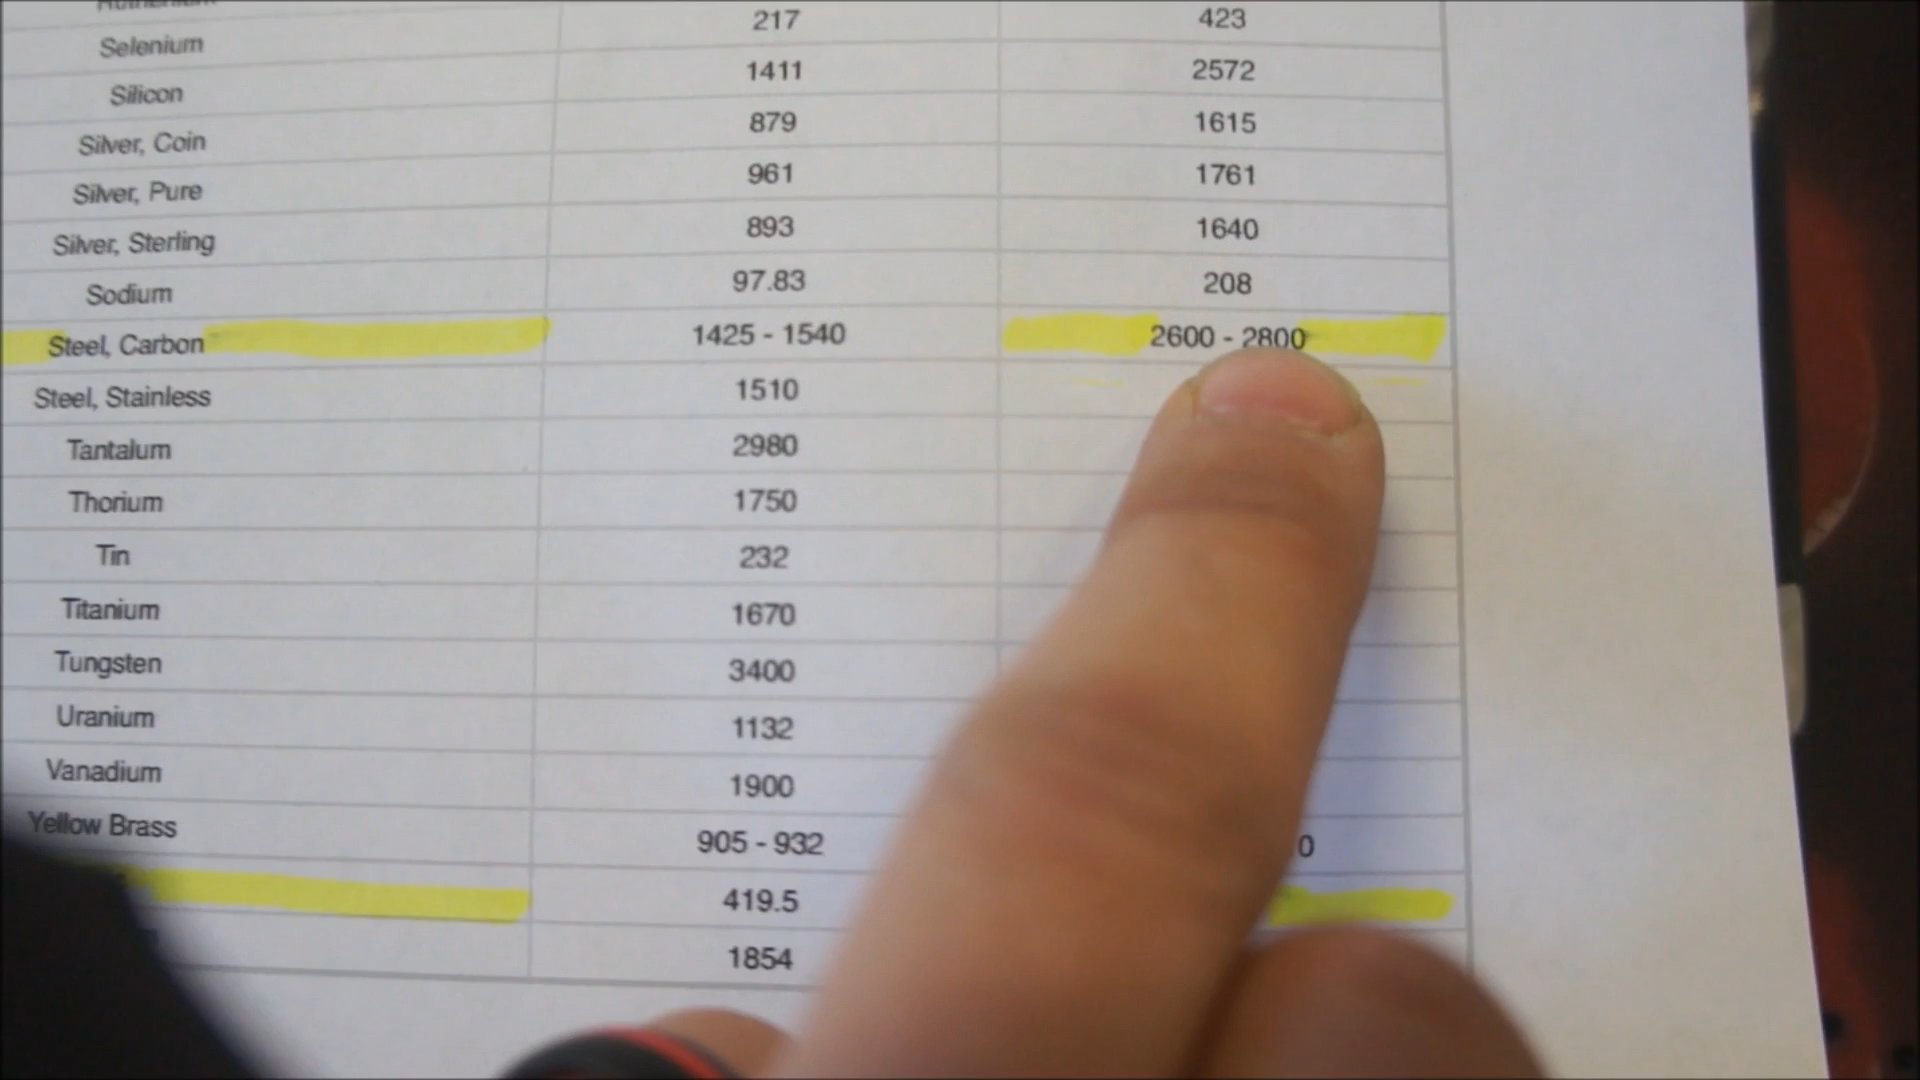 Selenium 217 423
Silicon 1411 2572
Silver, Coin 879 1615
Silver, Pure 961 1761
Silver, Sterling 893 1640
Sodium 97.83 208
Steel, Carbon 1425 - 1540 2600 - 2800
Steel, Stainless 1510
Tantalum 2980
Thorium 1750
Tin 232
Titanium 1670
Tungsten 3400
Uranium 1132
Vanadium 1900
Yellow Brass 905 - 932
419.5
1854